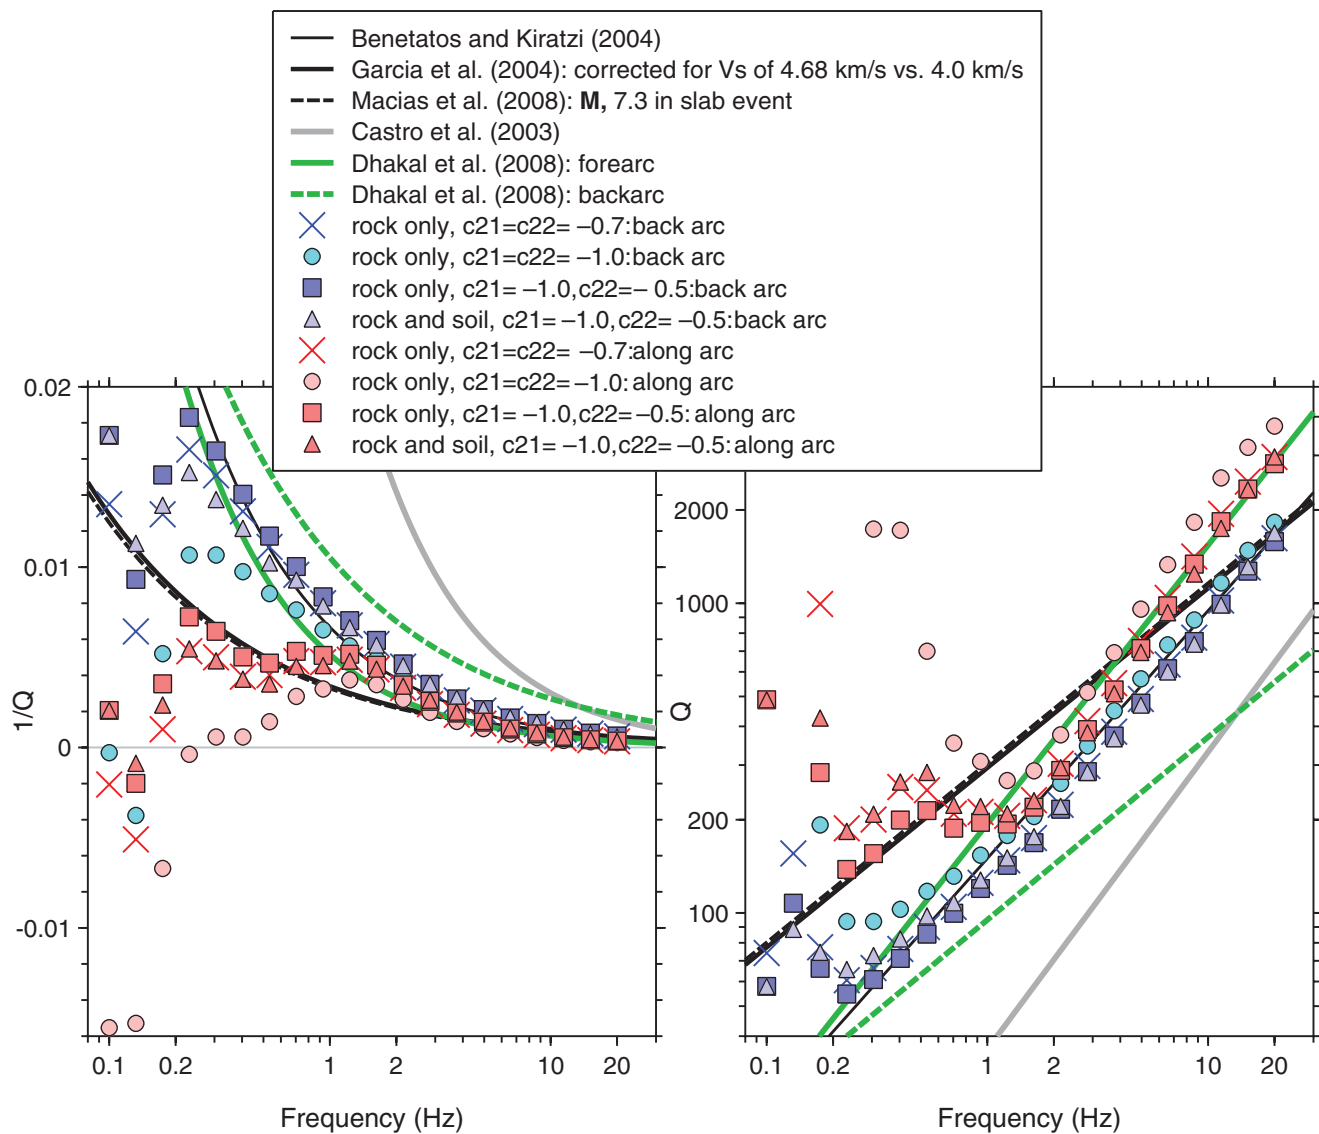 Benetatos and Kiratzi (2004)
Garcia et al. (2004): corrected for Vs of 4.68 km/s vs. 4.0 km/s
Macias et al. (2008): M, 7.3 in slab event
Castro et al. (2003)
Dhakal et al. (2008): forearc
Dhakal et al. (2008): backarc
rock only, c21=c22= −0.7:back arc
rock only, c21=c22= −1.0:back arc
rock only, c21= −1.0,c22=− 0.5:back arc
rock and soil, c21= −1.0,c22= −0.5:back arc
rock only, c21=c22= −0.7:along arc
rock only, c21=c22= −1.0: along arc
rock only, c21= −1.0,c22= −0.5: along arc
rock and soil, c21= −1.0,c22= −0.5:along arc
0.02
0.01
0
-0.01
1/Q
0.1 0.2 1 2 10 20
Frequency (Hz)
2000
1000
200
100
Q
0.1 0.2 1 2 10 20
Frequency (Hz)